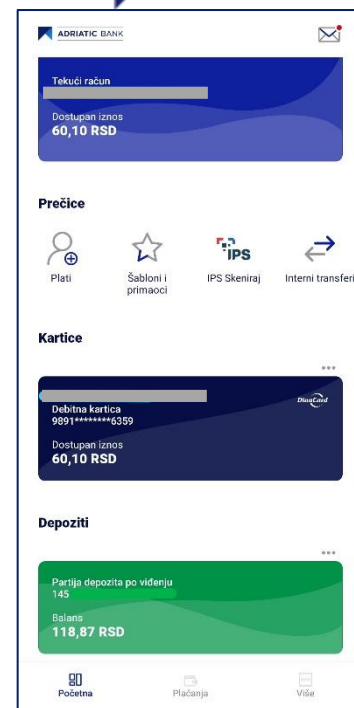 ADRIATIC BANK
Tekući račun
Dostupan iznos
60,10 RSD
Prečice
Plati
Šabloni i
primaoci
IPS
IPS Skeniraj
Interni transferi
Kartice
DinaCard
Debitna kartica
9891********6359
Dostupan iznos
60,10 RSD
Depoziti
Partija depozita po viđenju
145
Balans
118,87 RSD
Početna
Plaćanja
Više